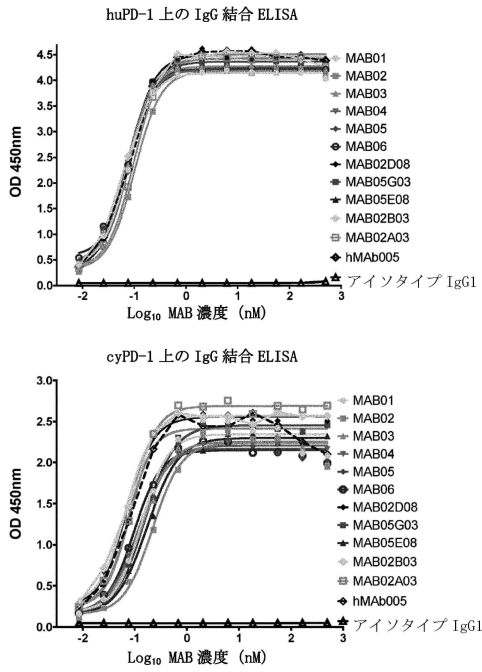 huPD-1 上の IgG 結合 ELISA
OD 450nm
4.5
4.0
3.5
3.0
2.5
2.0
1.5
1.0
0.5
0.0
-2
-1
0
1
2
3
Log₁₀ MAB 濃度 (nM)
MAB01
MAB02
MAB03
MAB04
MAB05
MAB06
MAB02D08
MAB05G03
MAB05E08
MAB02B03
MAB02A03
hMAb005
アイソタイプ IgG1
cyPD-1 上の IgG 結合 ELISA
OD 450nm
3.0
2.5
2.0
1.5
1.0
0.5
0.0
-2
-1
0
1
2
3
Log₁₀ MAB 濃度 (nM)
MAB01
MAB02
MAB03
MAB04
MAB05
MAB06
MAB02D08
MAB05G03
MAB05E08
MAB02B03
MAB02A03
hMAb005
アイソタイプ IgG1